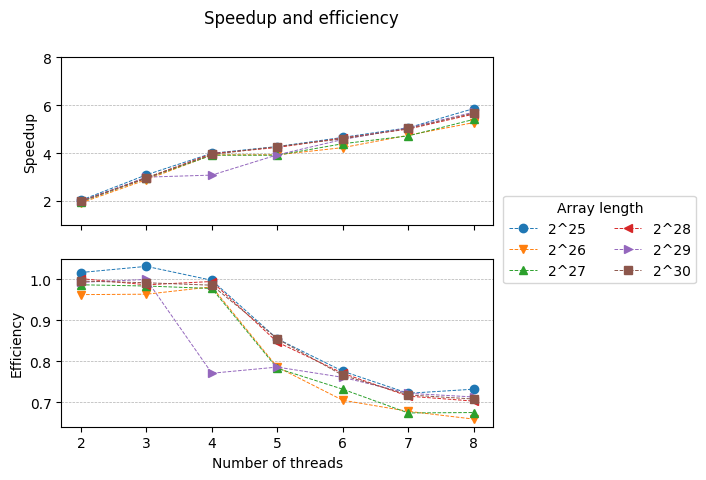 Speedup and efficiency
8
6
4
2
Speedup
1.0
0.9
0.8
0.7
Efficiency
2 3 4 5 6 7 8
Number of threads
Array length
2^25 2^28
2^26 2^29
2^27 2^30